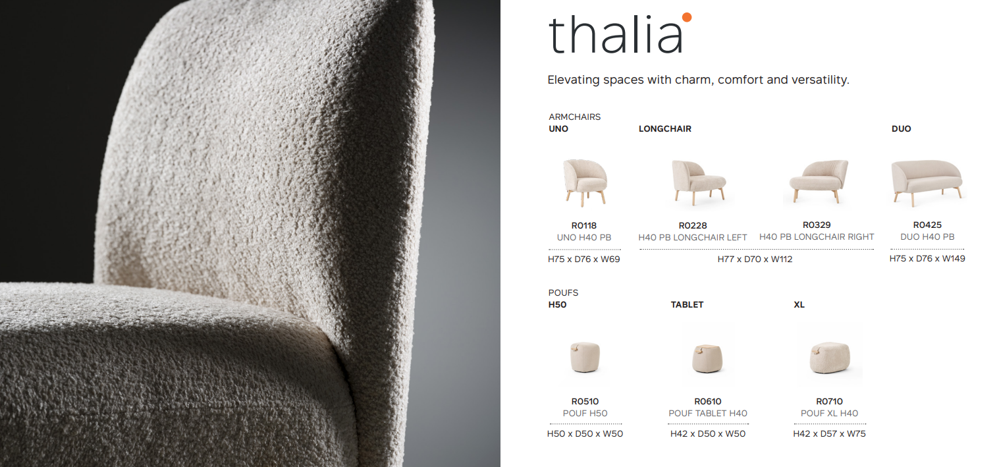 thalia
Elevating spaces with charm, comfort and versatility.
ARMCHAIRS
UNO
LONGCHAIR
DUO
R0118
R0228
R0329
R0425
UNO H40 PB
H40 PB LONGCHAIR LEFT
H40 PB LONGCHAIR RIGHT
DUO H40 PB
H75 x D76 x W69
H77 x D70 x W112
H75 x D76 x W149
POUFS
H50
TABLET
XL
R0510
R0610
R0710
POUF H50
POUF TABLET H40
POUF XL H40
H50 x D50 x W50
H42 x D50 x W50
H42 x D57 x W75